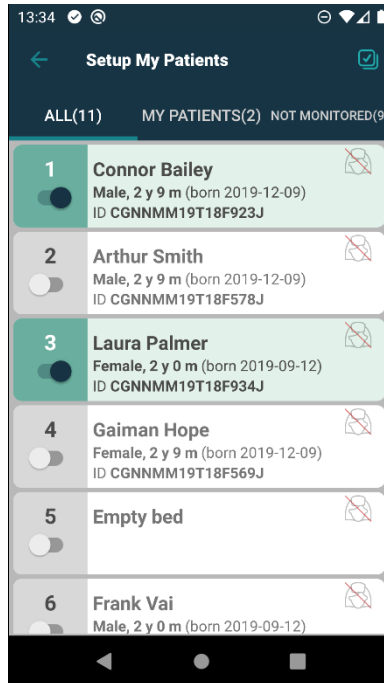 13:34
Setup My Patients
ALL(11) MY PATIENTS(2) NOT MONITORED(9
1
Connor Bailey
Male, 2 y 9 m (born 2019-12-09)
ID CGNNMM19T18F923J
2
Arthur Smith
Male, 2 y 9 m (born 2019-12-09)
ID CGNNMM19T18F578J
3
Laura Palmer
Female, 2 y 0 m (born 2019-09-12)
ID CGNNMM19T18F934J
4
Gaiman Hope
Female, 2 y 9 m (born 2019-12-09)
ID CGNNMM19T18F569J
5
Empty bed
6
Frank Vai
Male, 2 y 0 m (born 2019-09-12)